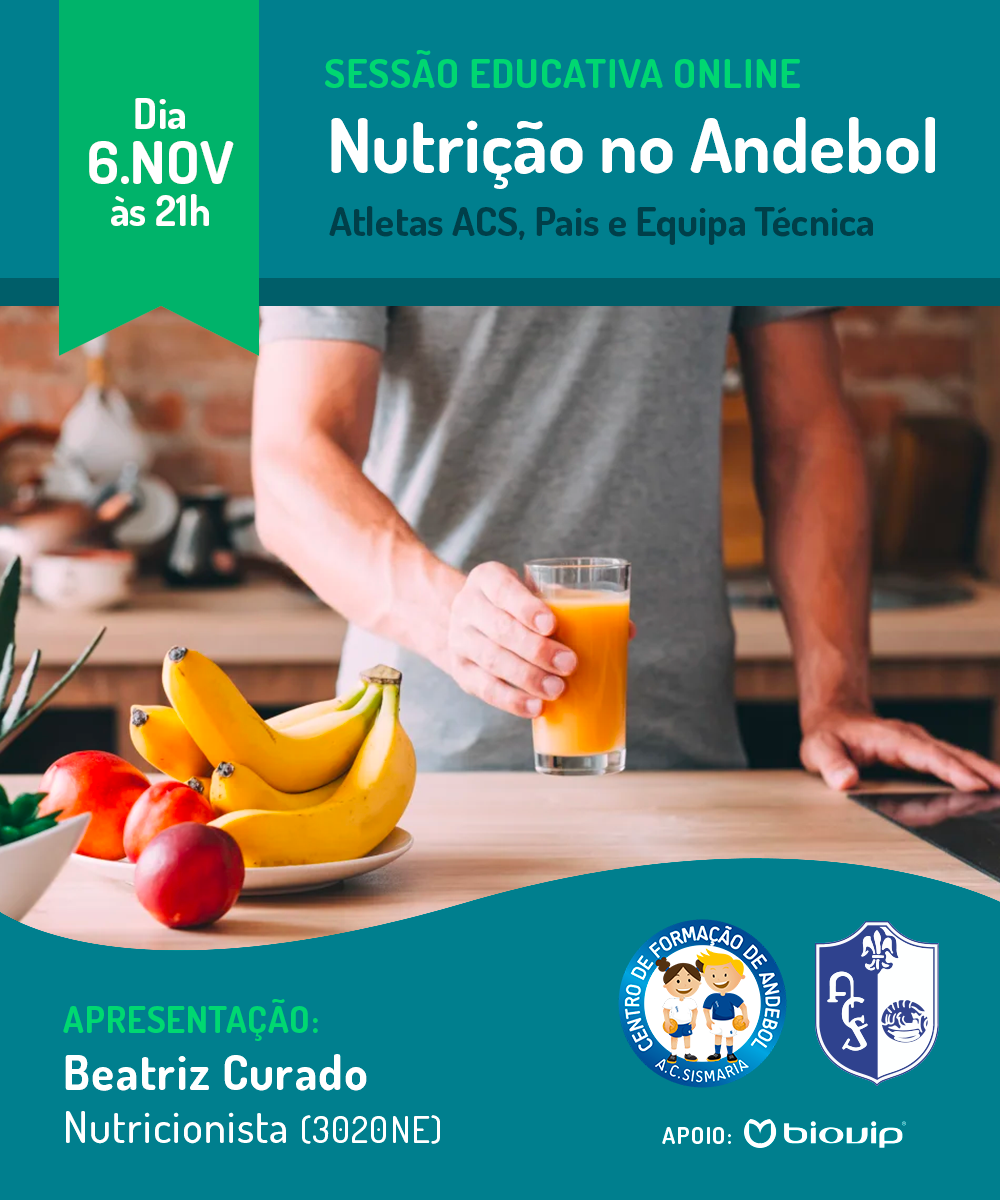 Dia
6.NOV
às 21h
SESSÃO EDUCATIVA ONLINE
Nutrição no Andebol
Atletas ACS, Pais e Equipa Técnica
CENTRO DE FORMAÇÃO DE ANDEBOL
A.C.SISMARIA
ACS
APRESENTAÇÃO:
Beatriz Curado
Nutricionista (3020NE)
APOIO: biovip®